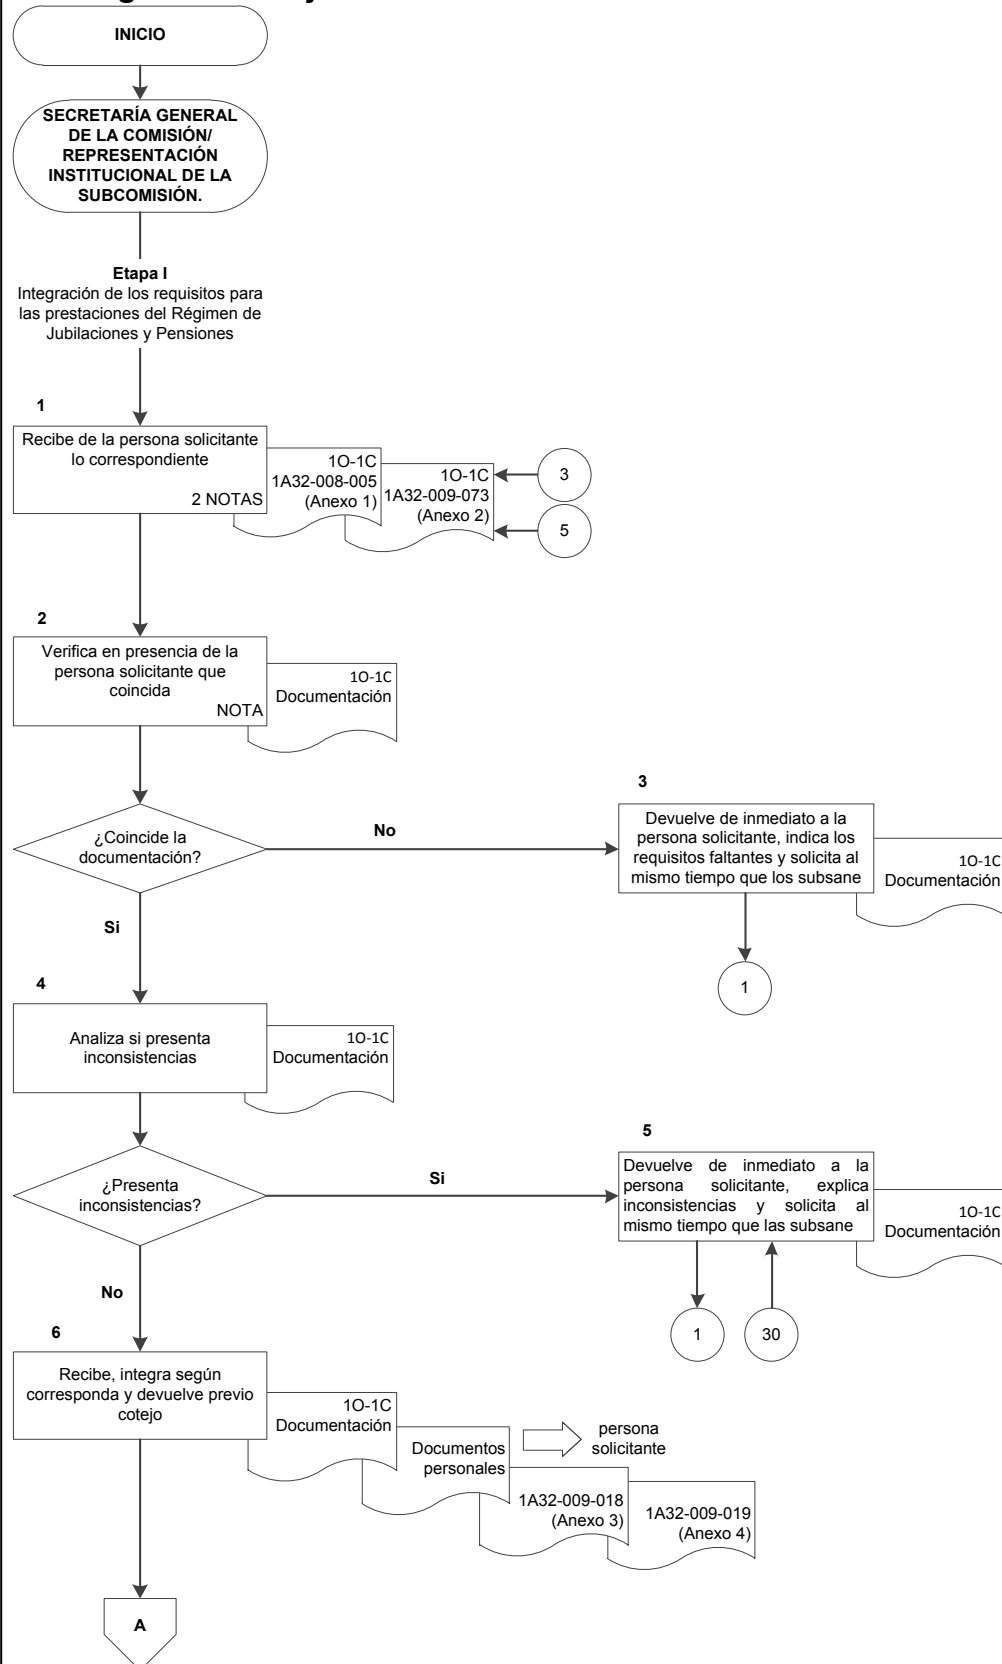 INICIO
SECRETARÍA GENERAL
DE LA COMISIÓN/
REPRESENTACIÓN
INSTITUCIONAL DE LA
SUBCOMISIÓN.
Etapa I
Integración de los requisitos para
las prestaciones del Régimen de
Jubilaciones y Pensiones
1
Recibe de la persona solicitante
lo correspondiente
2 NOTAS
1O-1C
1A32-008-005
(Anexo 1)
1O-1C
1A32-009-073
(Anexo 2)
3
5
2
Verifica en presencia de la
persona solicitante que
coincida
NOTA
1O-1C
Documentación
¿Coincide la
documentación?
No
3
Devuelve de inmediato a la
persona solicitante, indica los
requisitos faltantes y solicita al
mismo tiempo que los subsane
1O-1C
Documentación
1
Si
4
Analiza si presenta
inconsistencias
1O-1C
Documentación
¿Presenta
inconsistencias?
Si
5
Devuelve de inmediato a la
persona solicitante, explica
inconsistencias y solicita al
mismo tiempo que las subsane
1O-1C
Documentación
1
30
No
6
Recibe, integra según
corresponda y devuelve previo
cotejo
1O-1C
Documentación
Documentos
personales
persona
solicitante
1A32-009-018
(Anexo 3)
1A32-009-019
(Anexo 4)
A